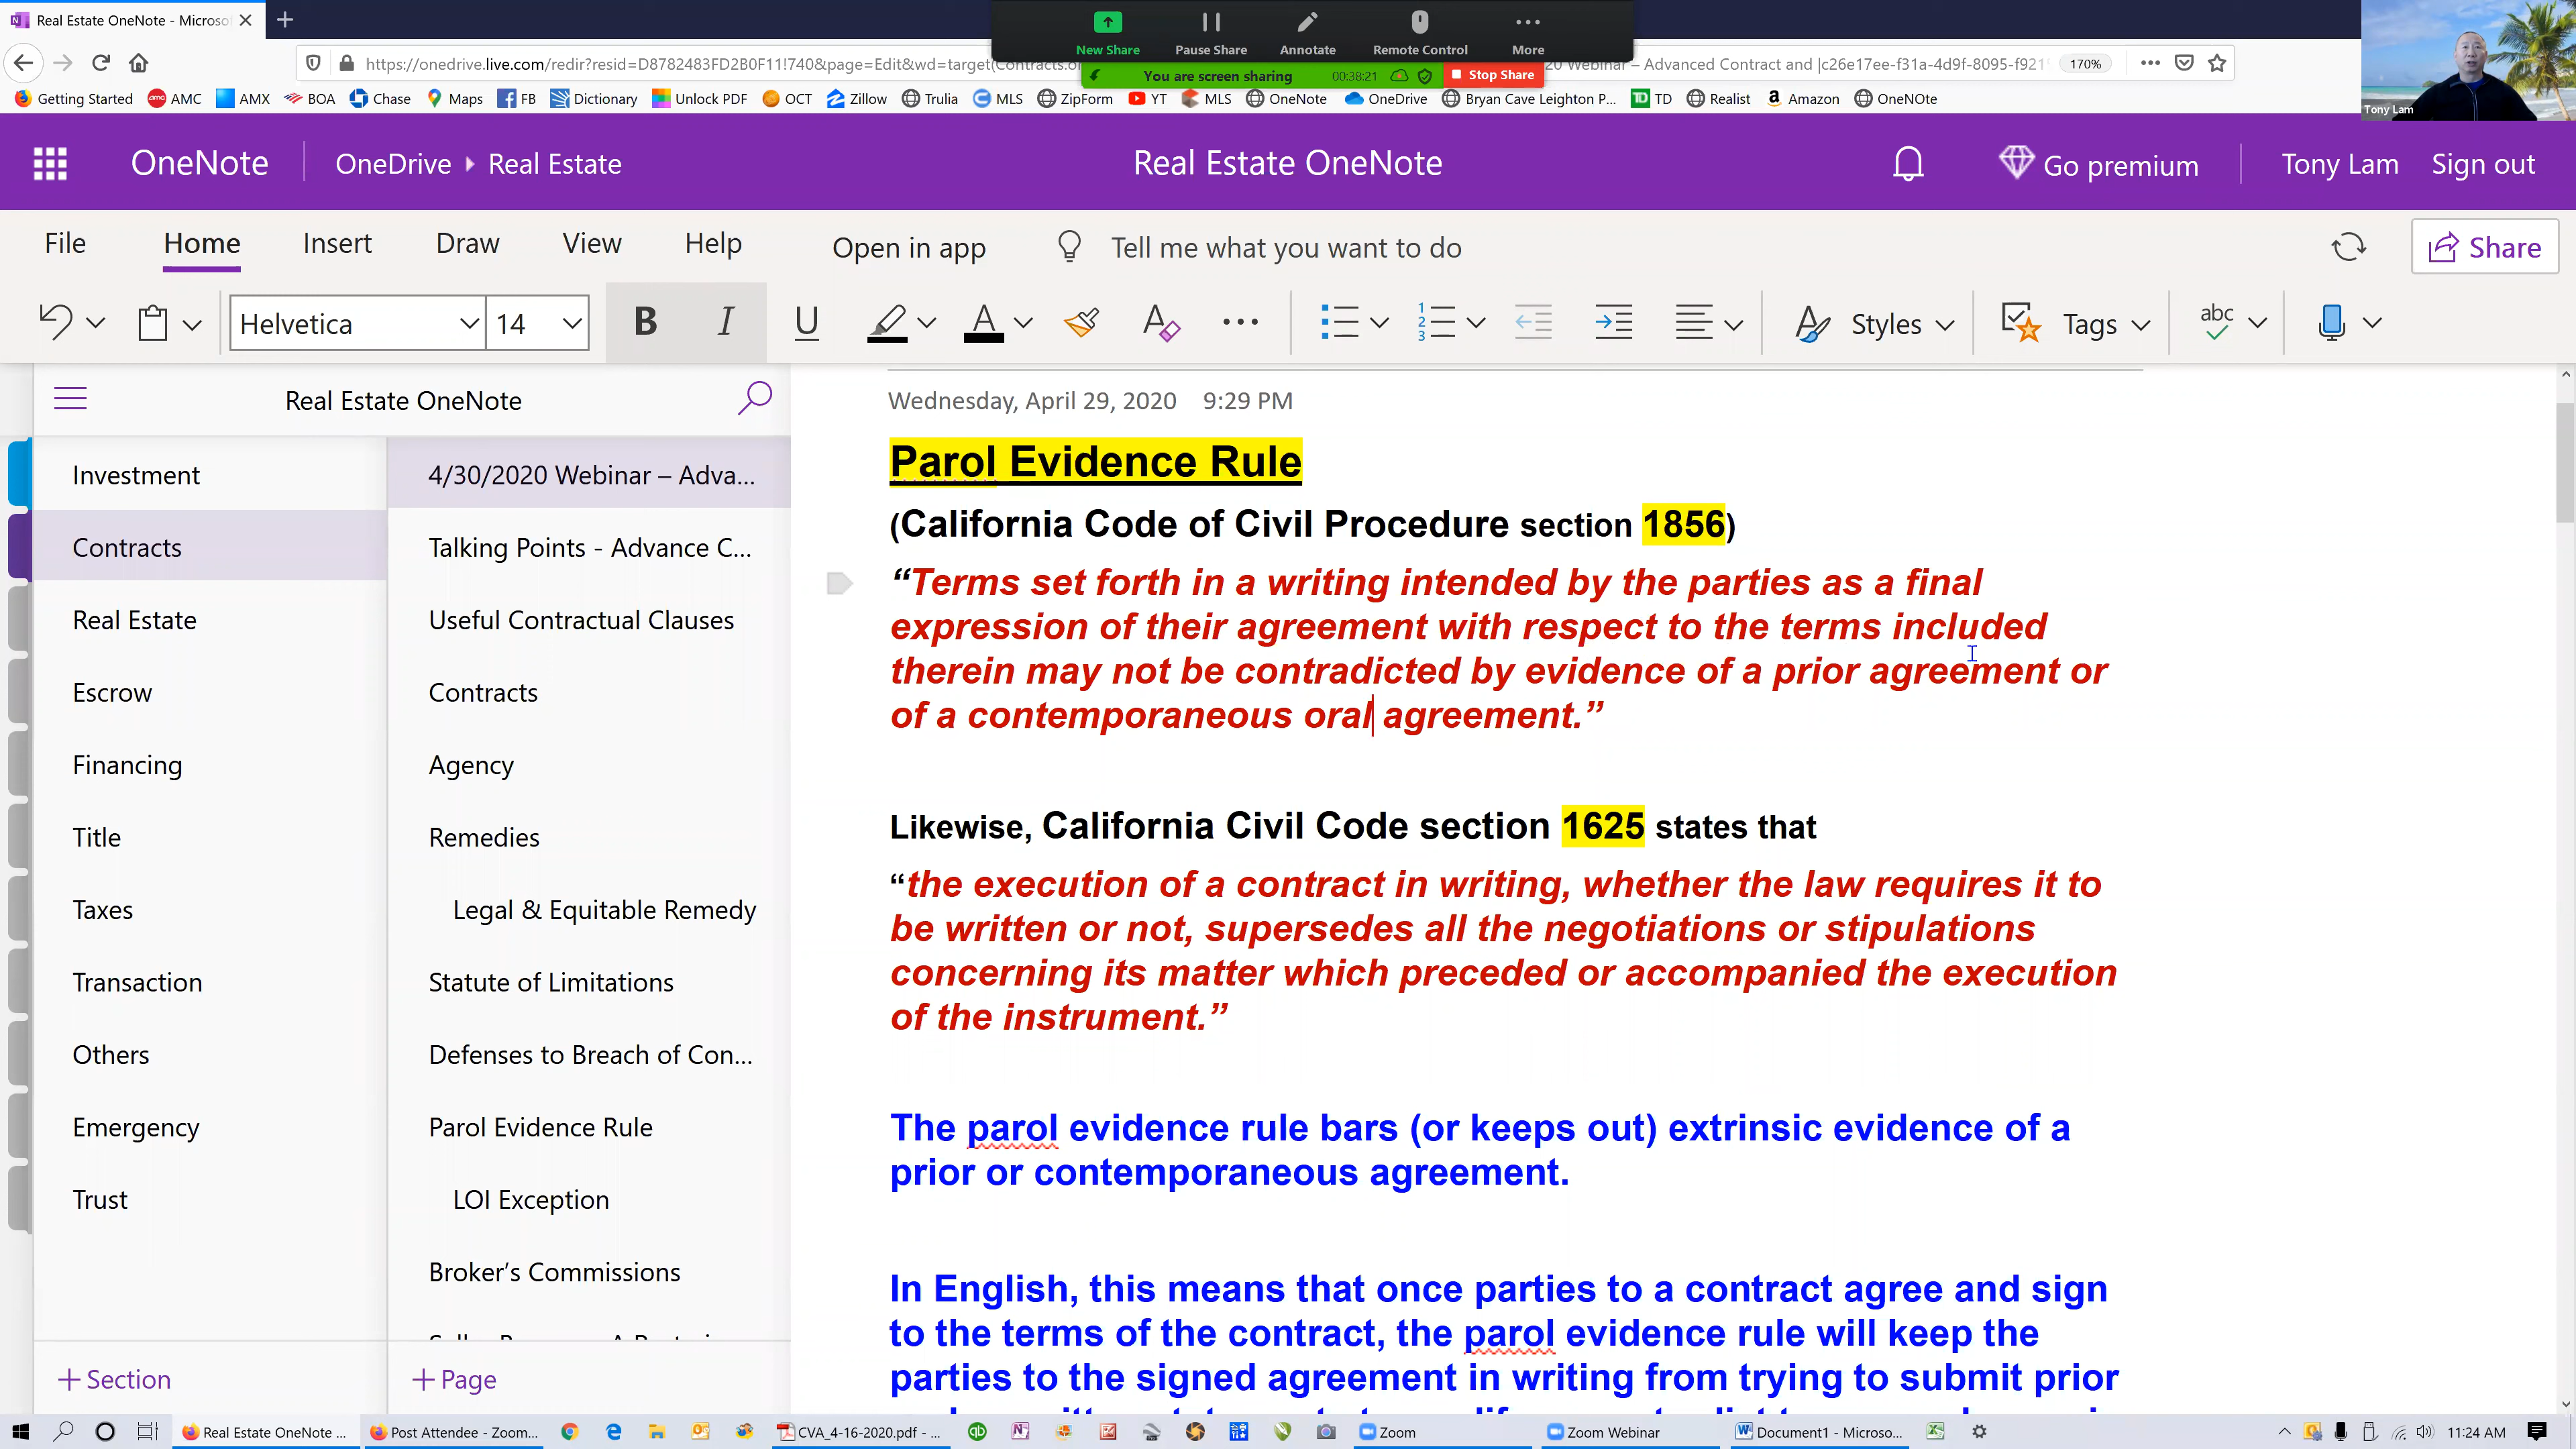 Real Estate OneNote - Microso
New Share
Pause Share
Annotate
Remote Control
More
You are screen sharing
00:38:21
Stop Share
https://onedrive.live.com/redir?resid=D8782483FD2B0F11!740&page=Edit&wd=target(Contracts.o
20 Webinar – Advanced Contract and |c26e17ee-f31a-4d9f-8095-f921
170%
Tony Lam
Getting Started AMC AMX BOA Chase Maps FB Dictionary Unlock PDF OCT Zillow Trulia MLS ZipForm YT MLS OneNote OneDrive Bryan Cave Leighton P... TD Realist Amazon OneNOte
OneNote OneDrive Real Estate
Real Estate OneNote
Go premium
Tony Lam
Sign out
File Home Insert Draw View Help Open in app Tell me what you want to do
Share
Helvetica 14 B I U A Styles Tags abc
Real Estate OneNote
Investment
Contracts
Real Estate
Escrow
Financing
Title
Taxes
Transaction
Others
Emergency
Trust
+ Section
4/30/2020 Webinar – Adva...
Talking Points - Advance C...
Useful Contractual Clauses
Contracts
Agency
Remedies
Legal & Equitable Remedy
Statute of Limitations
Defenses to Breach of Con...
Parol Evidence Rule
LOI Exception
Broker’s Commissions
+ Page
Wednesday, April 29, 2020 9:29 PM
Parol Evidence Rule
(California Code of Civil Procedure section 1856)
“Terms set forth in a writing intended by the parties as a final
expression of their agreement with respect to the terms included
therein may not be contradicted by evidence of a prior agreement or
of a contemporaneous oral agreement.”
Likewise, California Civil Code section 1625 states that
“the execution of a contract in writing, whether the law requires it to
be written or not, supersedes all the negotiations or stipulations
concerning its matter which preceded or accompanied the execution
of the instrument.”
The parol evidence rule bars (or keeps out) extrinsic evidence of a
prior or contemporaneous agreement.
In English, this means that once parties to a contract agree and sign
to the terms of the contract, the parol evidence rule will keep the
parties to the signed agreement in writing from trying to submit prior
Real Estate OneNote ...
Post Attendee - Zoom...
CVA_4-16-2020.pdf - ...
Zoom
Zoom Webinar
Document1 - Microso...
11:24 AM